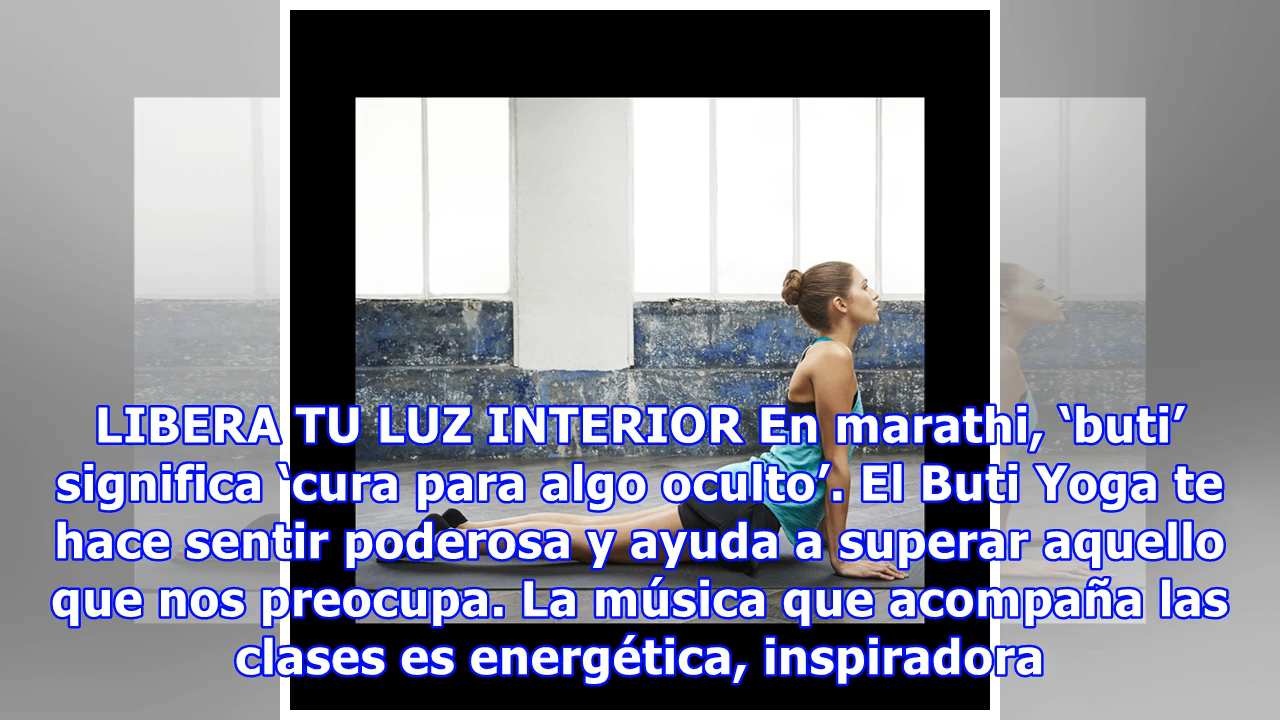 LIBERA TU LUZ INTERIOR En marathi, ‘buti’
significa ‘cura para algo oculto’. El Buti Yoga te
hace sentir poderosa y ayuda a superar aquello
que nos preocupa. La música que acompaña las
clases es energética, inspiradora